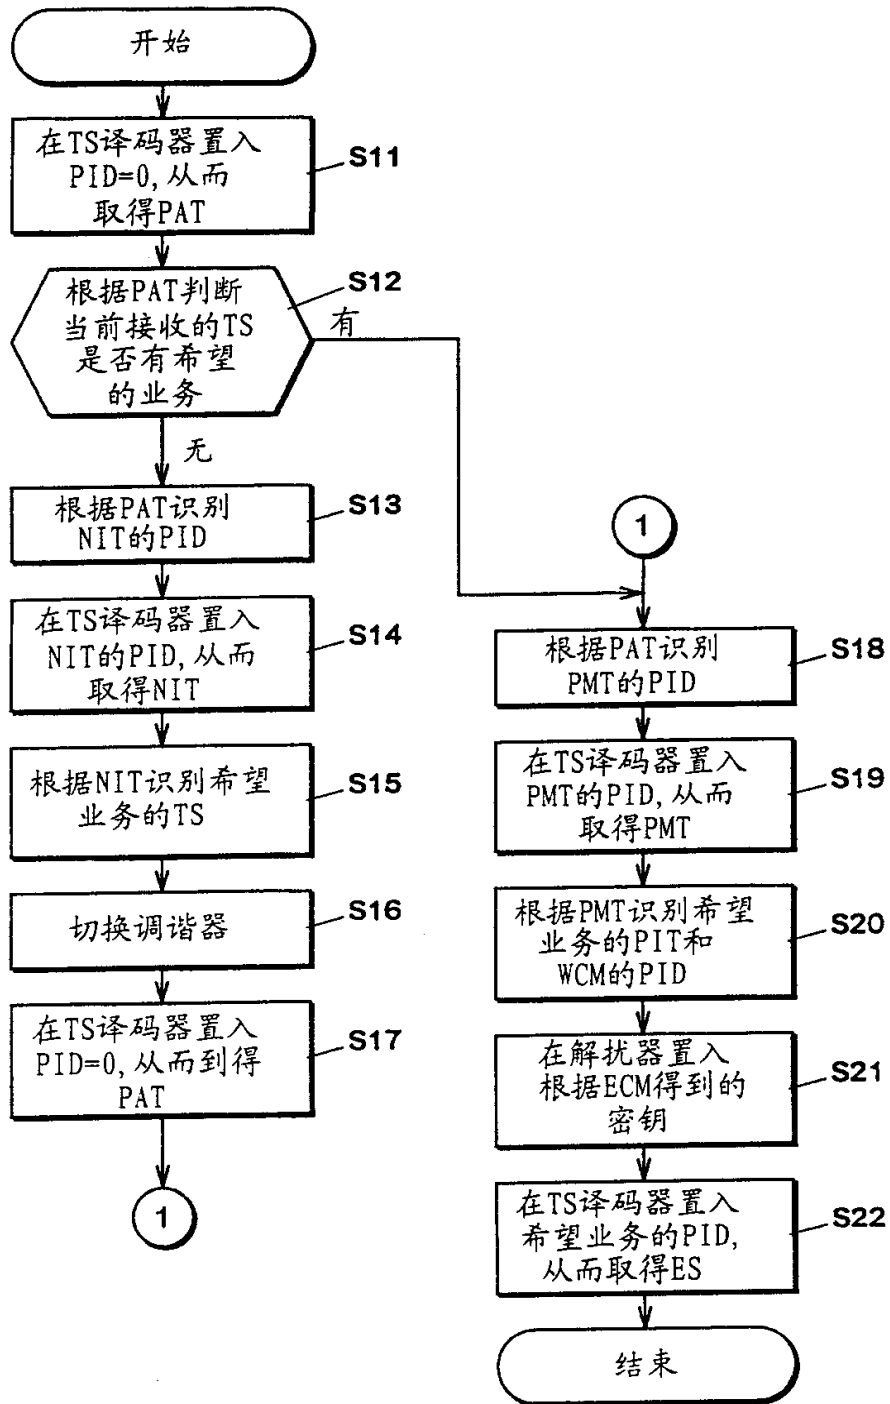 开始
在TS译码器置入
PID=0,从而
取得PAT
S11
根据PAT判断
当前接收的TS
是否有希望
的业务
S12
有
无
根据PAT识别
NIT的PID
S13
在TS译码器置入
NIT的PID,从而
取得NIT
S14
根据NIT识别希望
业务的TS
S15
切换调谐器
S16
在TS译码器置入
PID=0,从而到得
PAT
S17
1
1
根据PAT识别
PMT的PID
S18
在TS译码器置入
PMT的PID,从而
取得PMT
S19
根据PMT识别希望
业务的PIT和
WCM的PID
S20
在解扰器置入
根据ECM得到的
密钥
S21
在TS译码器置入
希望业务的PID,
从而取得ES
S22
结束